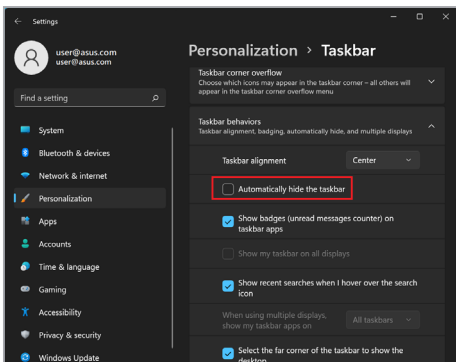 ← Settings
user@asus.com
user@asus.com
Find a setting
System
Bluetooth & devices
Network & internet
Personalization
Apps
Accounts
Time & language
Gaming
Accessibility
Privacy & security
Windows Update
Personalization > Taskbar
Taskbar corner overflow
Choose which icons may appear in the taskbar corner – all others will
appear in the taskbar corner overflow menu
Taskbar behaviors
Taskbar alignment, badging, automatically hide, and multiple displays
Taskbar alignment Center
Automatically hide the taskbar
Show badges (unread messages counter) on
taskbar apps
Show my taskbar on all displays
Show recent searches when I hover over the search
icon
When using multiple displays,
show my taskbar apps on All taskbars
Select the far corner of the taskbar to show the
desktop